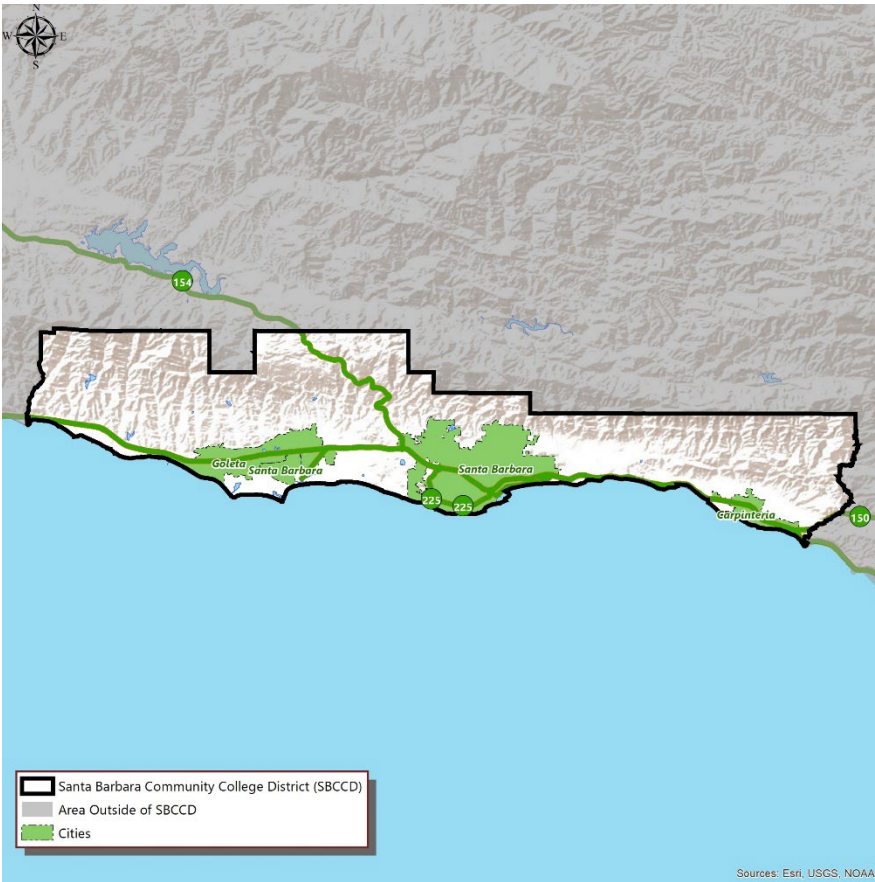 N
W E
S
154
Goleta
Santa Barbara
Santa Barbara
225
225
Carpinteria
150
Santa Barbara Community College District (SBCCD)
Area Outside of SBCCD
Cities
Sources: Esri, USGS, NOAA